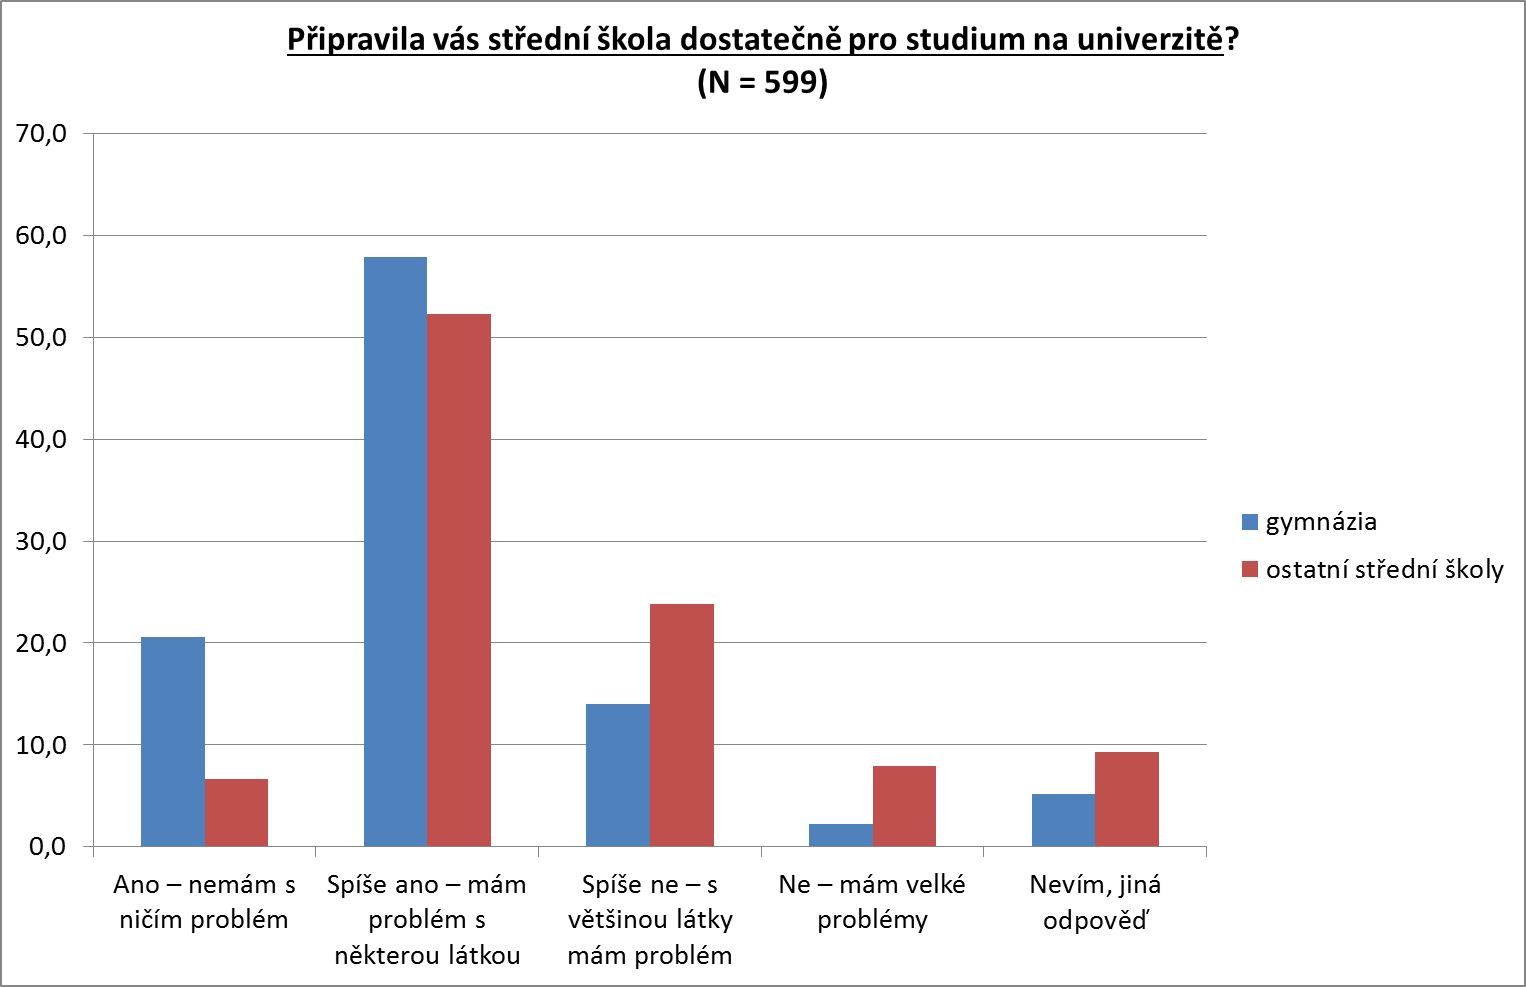 Připravila vás střední škola dostatečně pro studium na univerzitě?
(N = 599)
70,0
60,0
50,0
40,0
30,0
20,0
10,0
0,0
Ano – nemám s
ničím problém
Spíše ano – mám
problém s
některou látkou
Spíše ne – s
většinou látky
mám problém
Ne – mám velké
problémy
Nevím, jiná
odpověď
gymnázia
ostatní střední školy